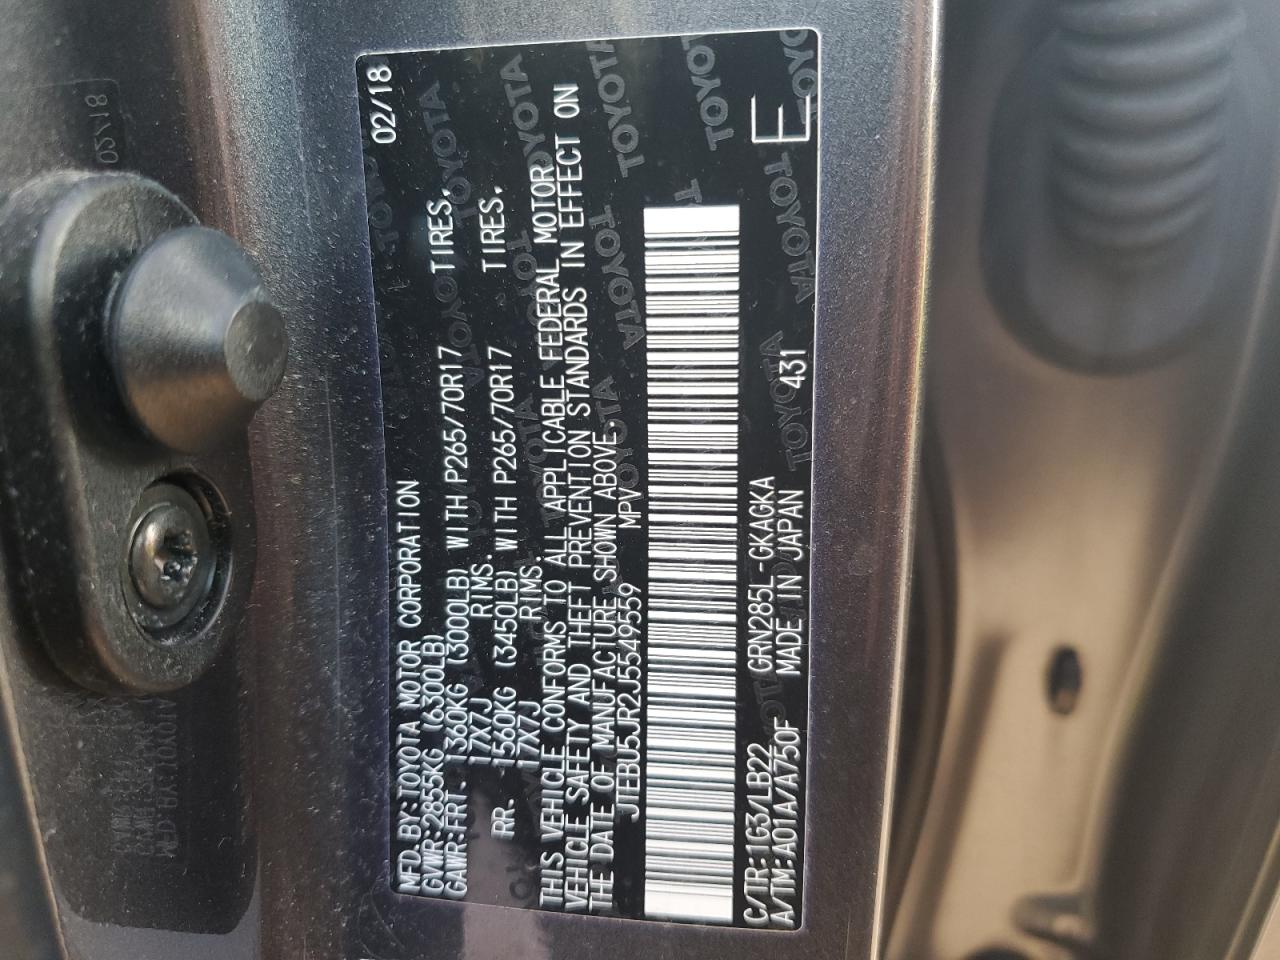 MFD.BY:TOYOTA MOTOR CORPORATION 02/18
GVWR:2855KG (6300LB)
GAWR:FRT. 1360KG (3000LB) WITH P265/70R17 TIRES,
17X7J RIMS.
RR. 1560KG (3450LB) WITH P265/70R17 TIRES.
17X7J RIMS.
THIS VEHICLE CONFORMS TO ALL APPLICABLE FEDERAL MOTOR
VEHICLE SAFETY AND THEFT PREVENTION STANDARDS IN EFFECT ON
THE DATE OF MANUFACTURE SHOWN ABOVE.
JTEBU5JR2J5549559 MPV
C/TR:1G3/LB22 GRN285L-GKAGKA
A/TM:A01A/A750F MADE IN JAPAN 431 E
TOYOTA